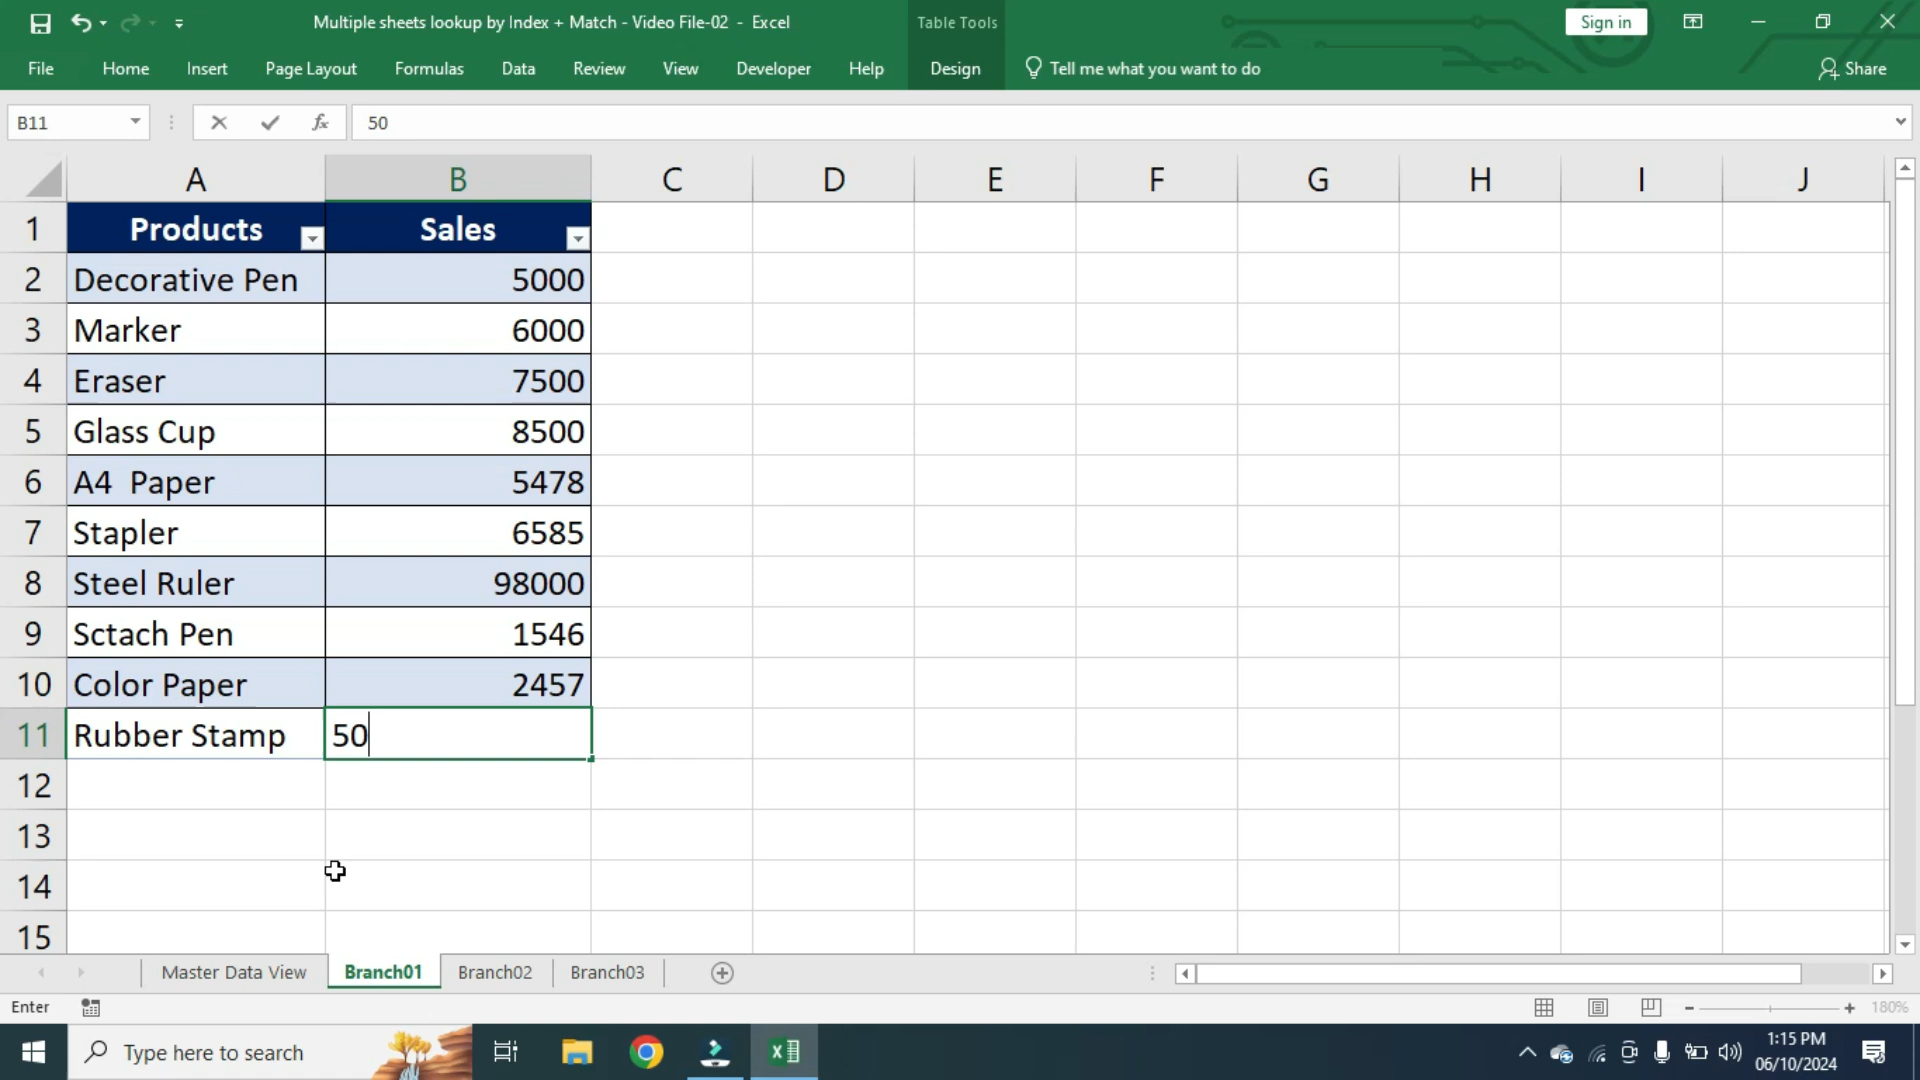 Multiple sheets lookup by Index + Match - Video File-02 - Excel
Table Tools
Sign in
File Home Insert Page Layout Formulas Data Review View Developer Help Design Tell me what you want to do Share
B11 fx 50
A B C D E F G H I J
1 Products Sales
2 Decorative Pen 5000
3 Marker 6000
4 Eraser 7500
5 Glass Cup 8500
6 A4  Paper 5478
7 Stapler 6585
8 Steel Ruler 98000
9 Sctach Pen 1546
10 Color Paper 2457
11 Rubber Stamp 50
12
13
14
15
Master Data View Branch01 Branch02 Branch03
Enter 180%
Type here to search
1:15 PM
06/10/2024